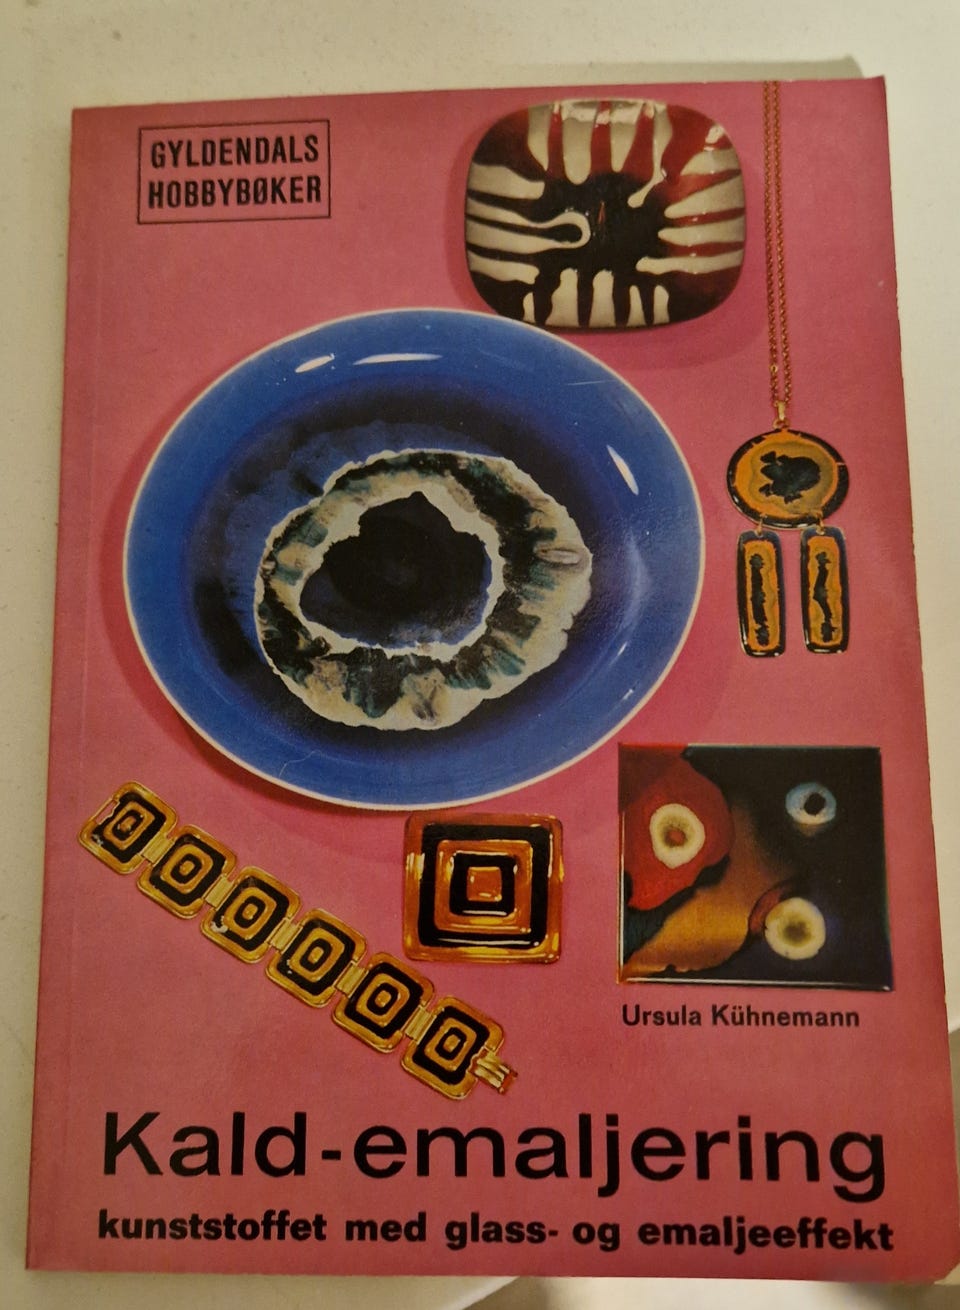 GYLDENDALS
HOBBYBØKER
Ursula Kühnemann
Kald-emaljering
kunststoffet med glass- og emaljeeffekt